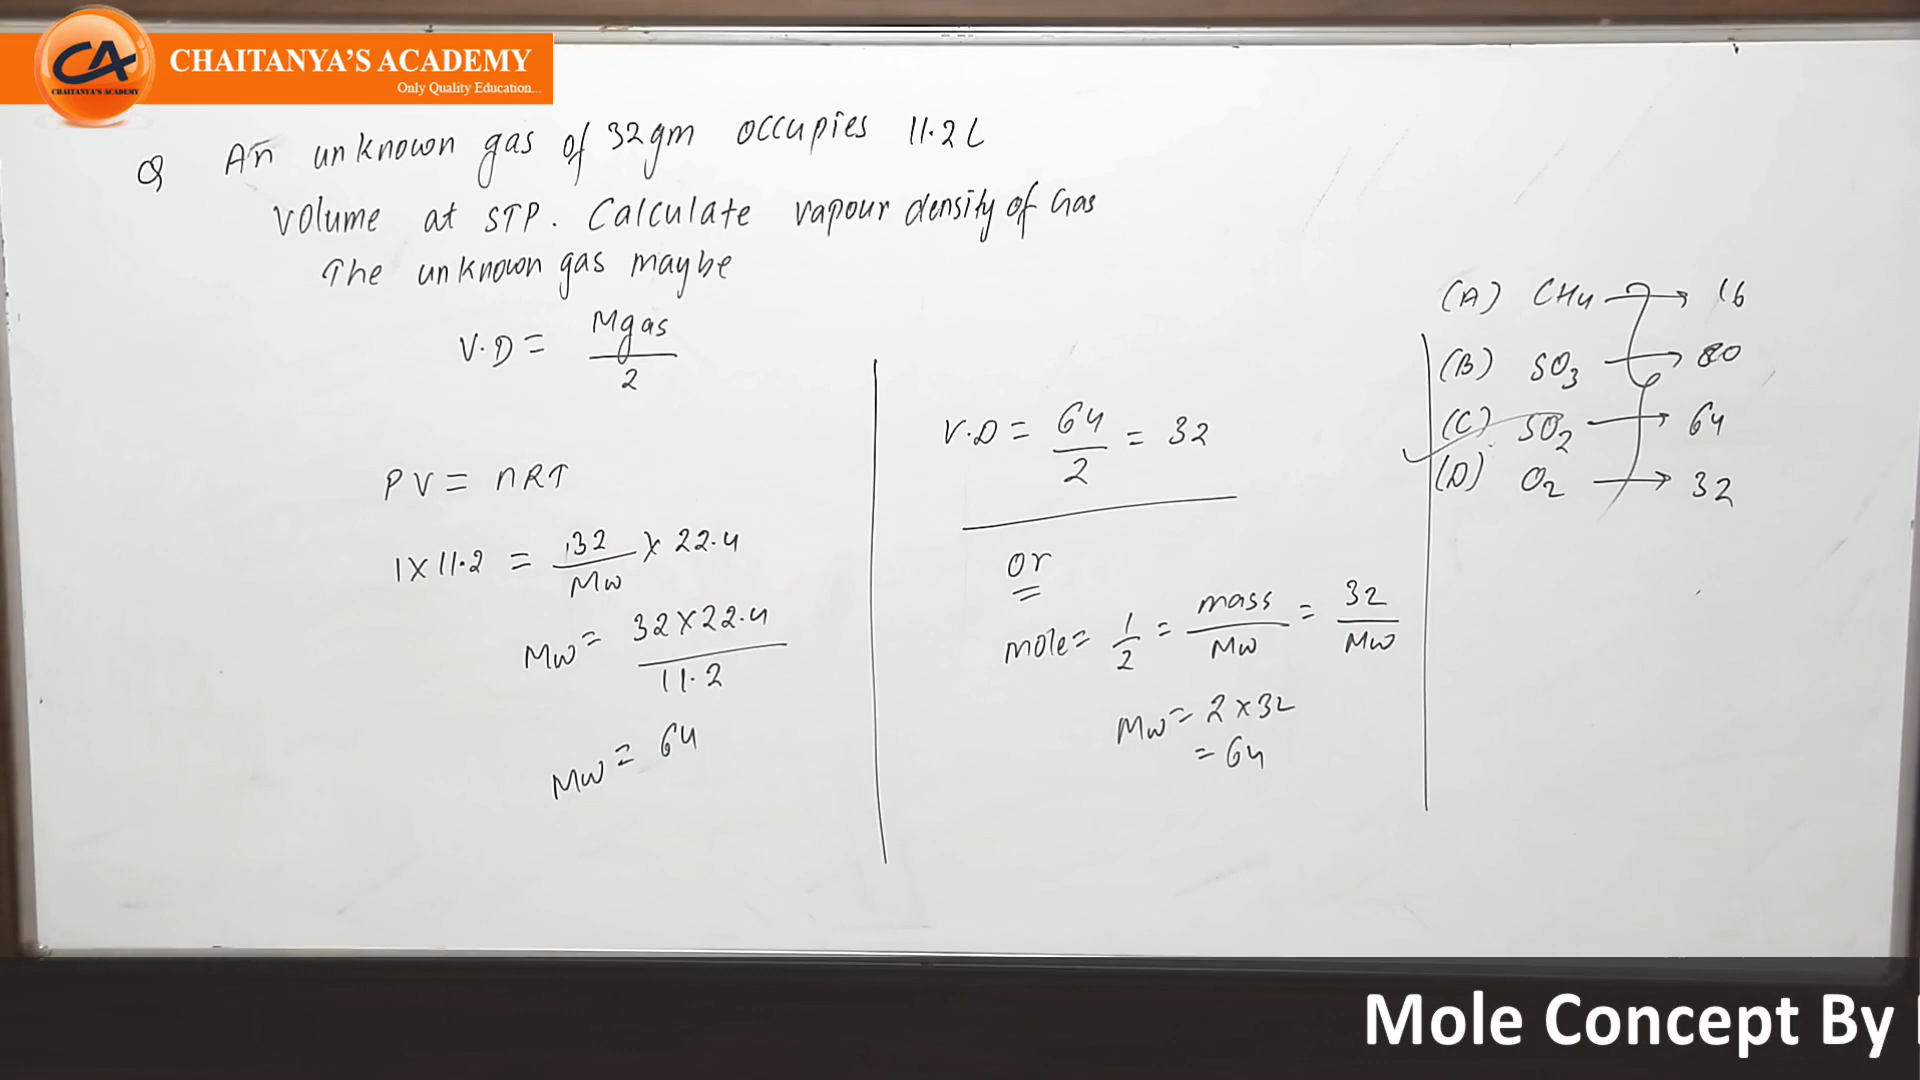 CA
CHAITANYA'S ACADEMY
CHAITANYA'S ACADEMY
Only Quality Education...
Q An unknown gas of 32gm occupies 11.2L
volume at STP. Calculate vapour density of Gas
The unknown gas maybe
V.D = Mgas / 2
PV = nRT
1 x 11.2 = 32 / Mw x 22.4
Mw = 32 x 22.4 / 11.2
Mw = 64
V.D = 64 / 2 = 32
or
mole = 1/2 = mass / Mw = 32 / Mw
Mw = 2 x 32
= 64
(A) CH4 → 16
(B) SO3 → 80
(C) SO2 → 64
(D) O2 → 32
Mole Concept By